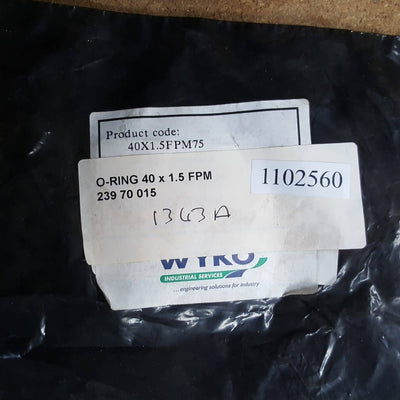 Product code:
40X1.5FPM75
O-RING 40 x 1.5 FPM
239 70 015
1102560
1363A
WYKO
INDUSTRIAL SERVICES
...engineering solutions for industry